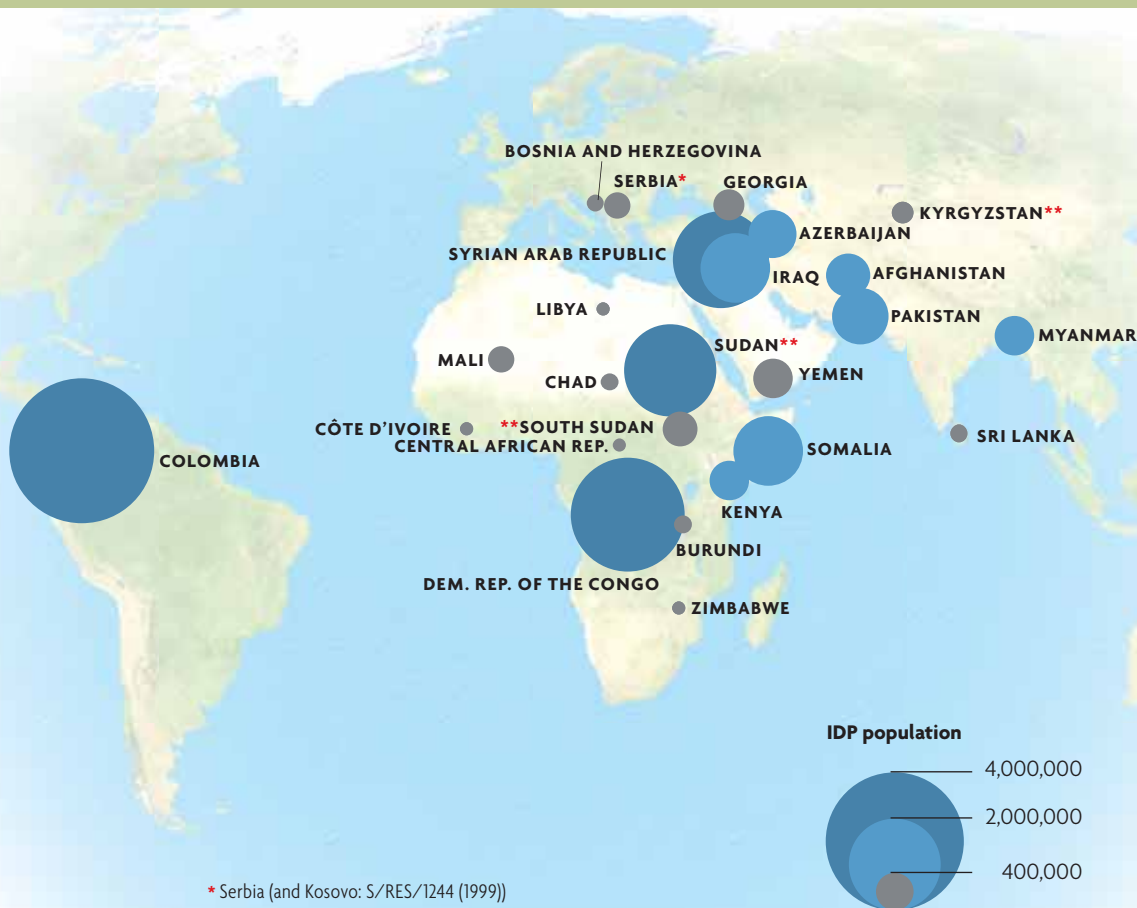 BOSNIA AND HERZEGOVINA
SERBIA*
GEORGIA
KYRGYZSTAN**
AZERBAIJAN
SYRIAN ARAB REPUBLIC
IRAQ
AFGHANISTAN
LIBYA
PAKISTAN
MYANMAR
SUDAN**
MALI
YEMEN
CHAD
CÔTE D'IVOIRE
**SOUTH SUDAN
SRI LANKA
CENTRAL AFRICAN REP.
SOMALIA
COLOMBIA
KENYA
BURUNDI
DEM. REP. OF THE CONGO
ZIMBABWE
IDP population
4,000,000
2,000,000
400,000
* Serbia (and Kosovo: S/RES/1244 (1999))